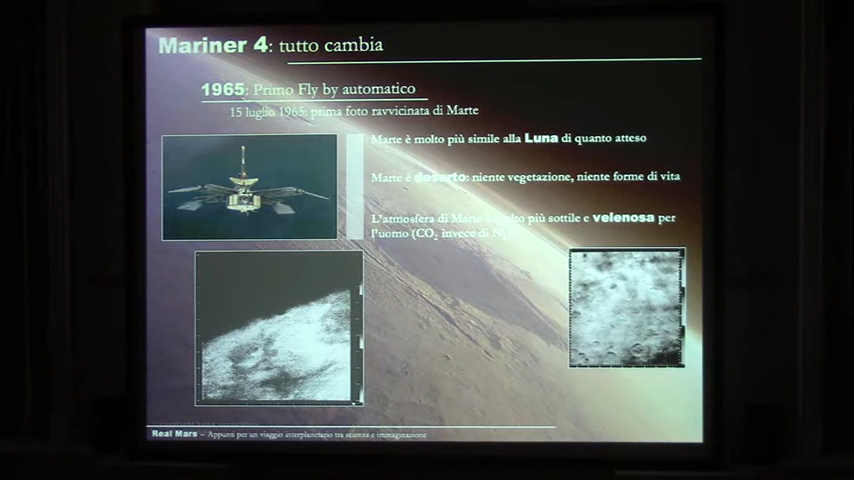 Mariner 4: tutto cambia
1965: Primo Fly by automatico
15 luglio 1965: prima foto ravvicinata di Marte
Marte è molto più simile alla Luna di quanto atteso
Marte è deserto: niente vegetazione, niente forme di vita
L'atmosfera di Marte è molto più sottile e velenosa per
l'uomo (CO₂ invece di N₂)
Real Mars – Appunti per un viaggio interplanetario tra scienza e immaginazione